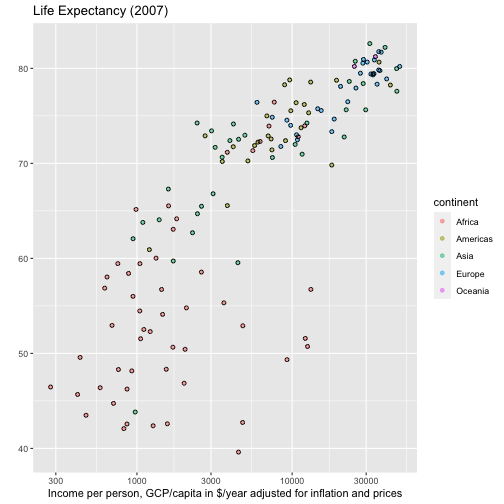 Life Expectancy (2007)
80
70
60
50
40
300
1000
3000
10000
30000
Income per person, GCP/capita in $/year adjusted for inflation and prices
continent
Africa
Americas
Asia
Europe
Oceania